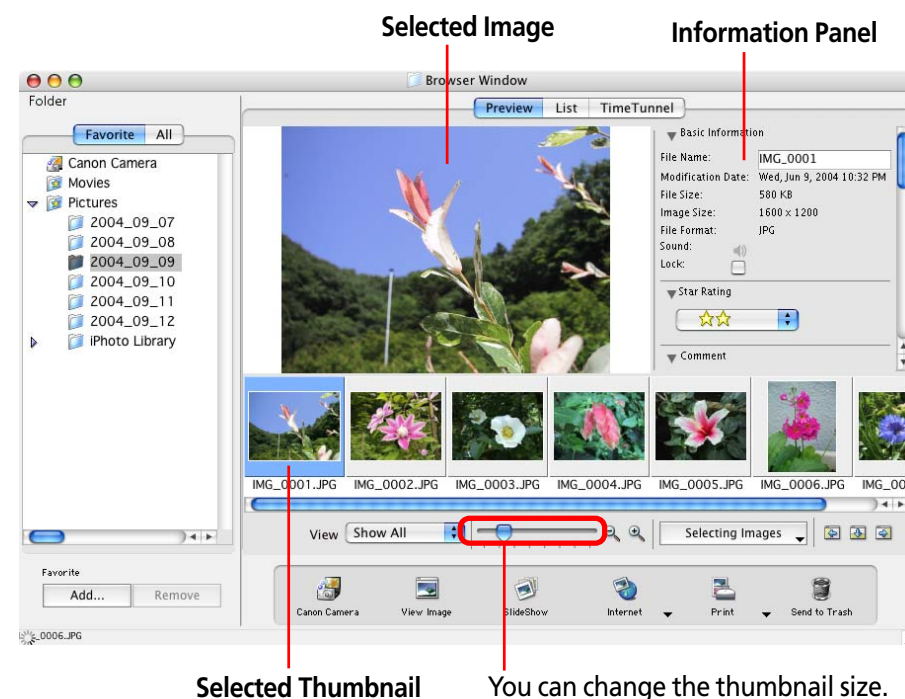 Selected Image
Information Panel
Browser Window
Folder
Preview List TimeTunnel
Favorite All
Canon Camera
Movies
Pictures
2004_09_07
2004_09_08
2004_09_09
2004_09_10
2004_09_11
2004_09_12
iPhoto Library
Basic Information
File Name: IMG_0001
Modification Date: Wed, Jun 9, 2004 10:32 PM
File Size: 580 KB
Image Size: 1600 x 1200
File Format: JPG
Sound:
Lock:
Star Rating
Comment
IMG_0001.JPG IMG_0002.JPG IMG_0003.JPG IMG_0004.JPG IMG_0005.JPG IMG_0006.JPG IMG_00
View Show All Selecting Images
Favorite
Add... Remove
Canon Camera View Image SlideShow Internet Print Send to Trash
_0006.JPG
Selected Thumbnail
You can change the thumbnail size.